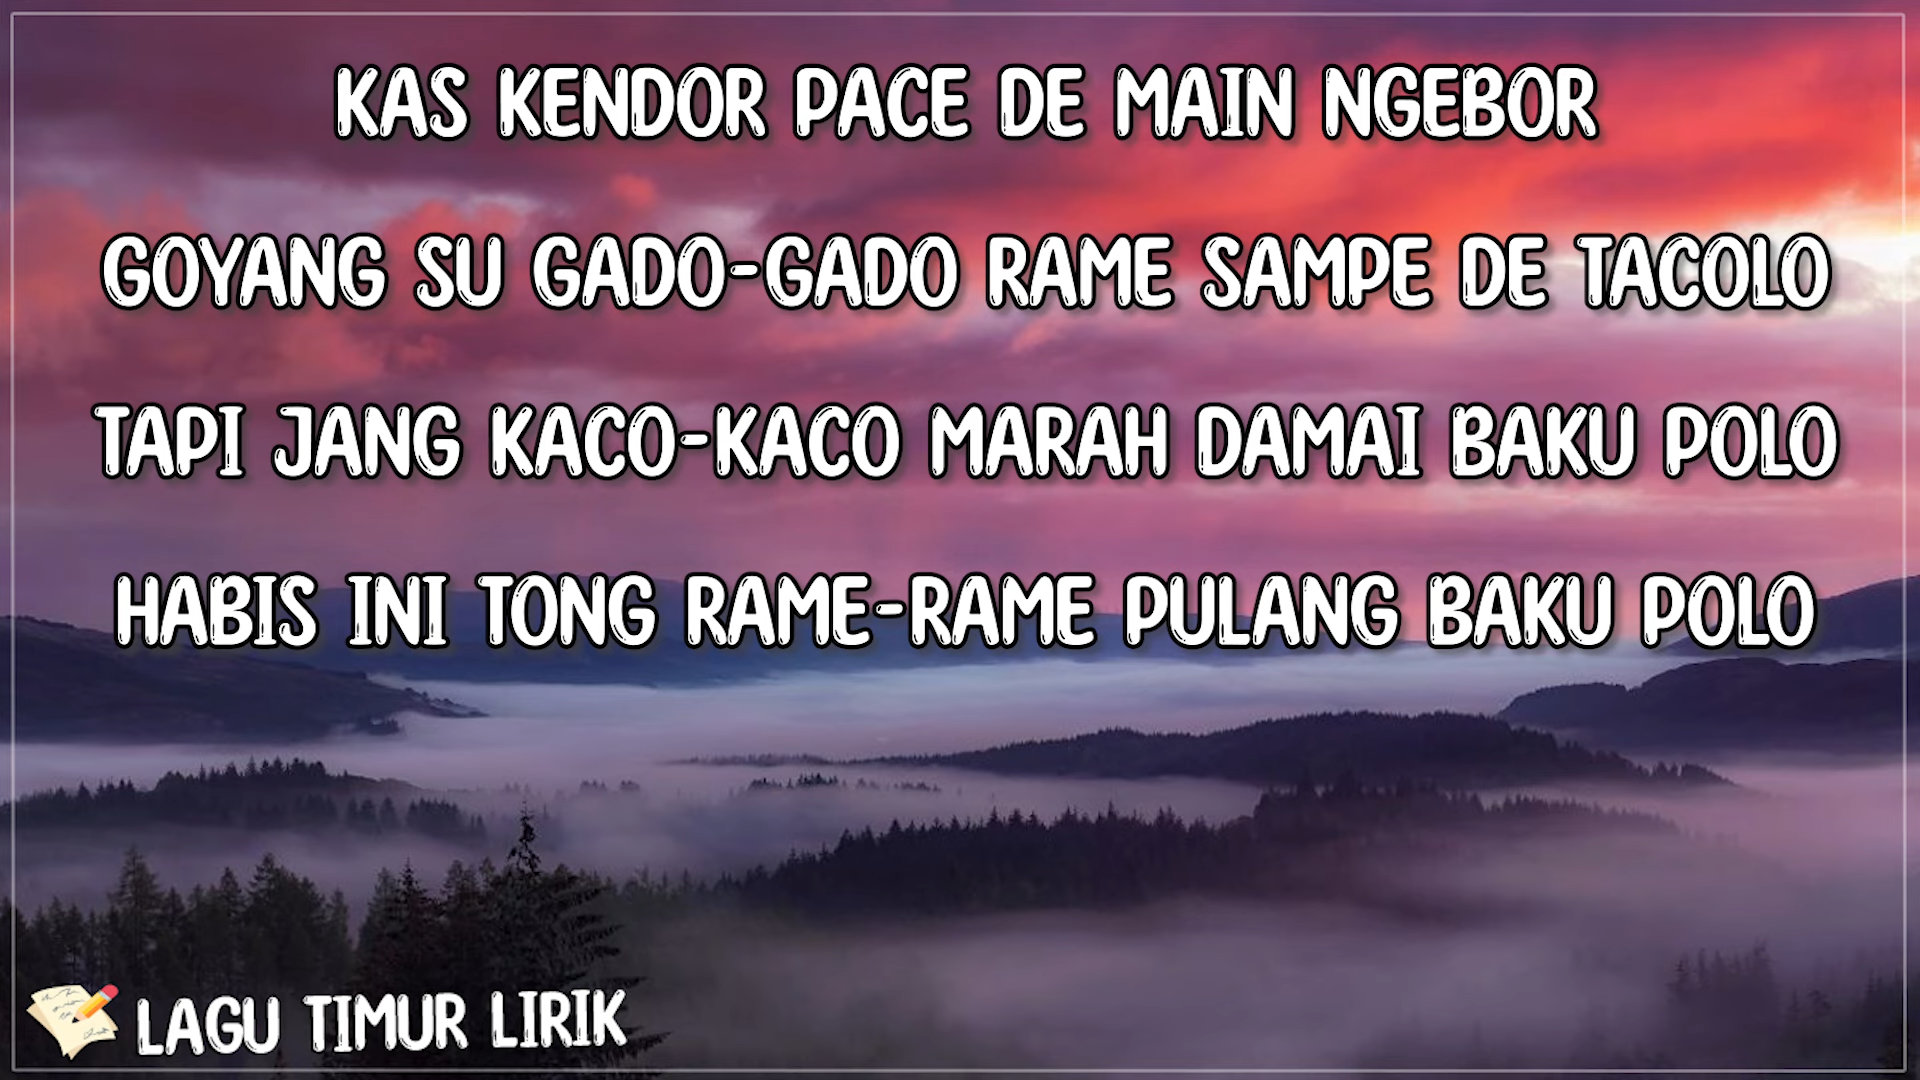 KAS KENDOR PACE DE MAIN NGEBOR
GOYANG SU GADO-GADO RAME SAMPE DE TACOLO
TAPI JANG KACO-KACO MARAH DAMAI BAKU POLO
HABIS INI TONG RAME-RAME PULANG BAKU POLO
LAGU TIMUR LIRIK